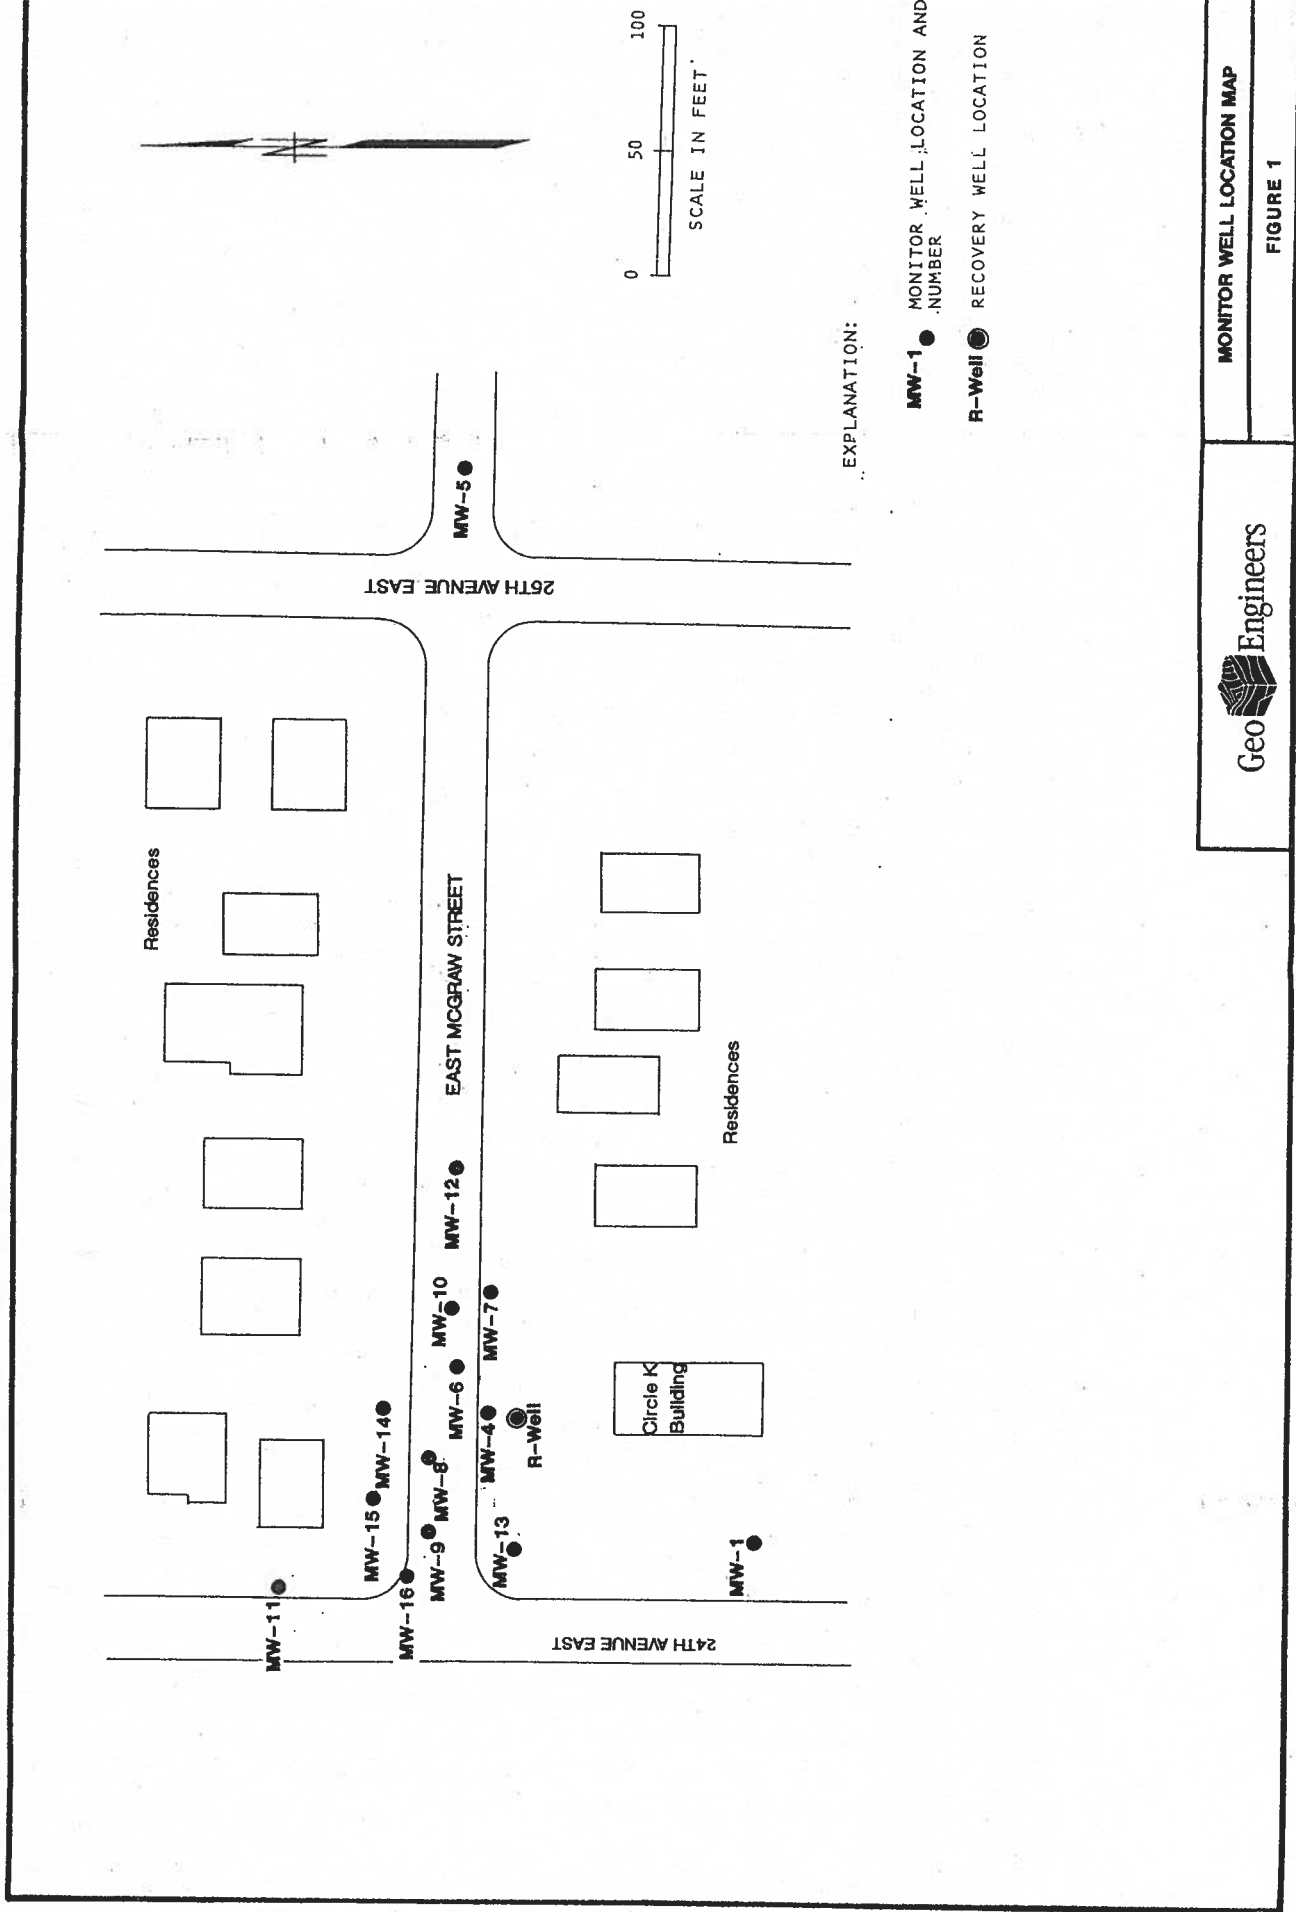 Residences
MW-11
MW-15
MW-14
MW-16
MW-9
MW-8
MW-10
MW-6
MW-12
EAST MCGRAW STREET
MW-5
MW-13
MW-4
MW-7
R-Well
Circle K
Building
Residences
MW-1
24TH AVENUE EAST
25TH AVENUE EAST
N
0 50 100
SCALE IN FEET
EXPLANATION:
MW-1 MONITOR WELL LOCATION AND
NUMBER
R-Well RECOVERY WELL LOCATION
Geo Engineers
MONITOR WELL LOCATION MAP
FIGURE 1